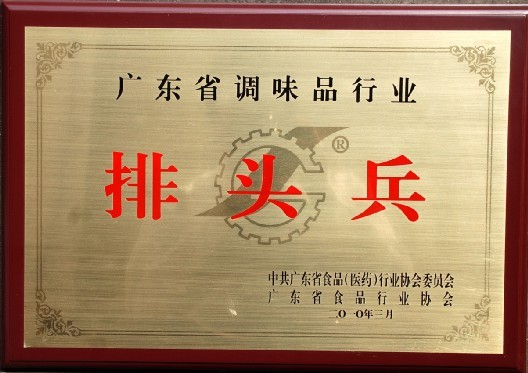 广东省调味品行业
®
排头兵
中共广东省食品(医药)行业协会委员会
广东省食品行业协会
二〇一〇年三月